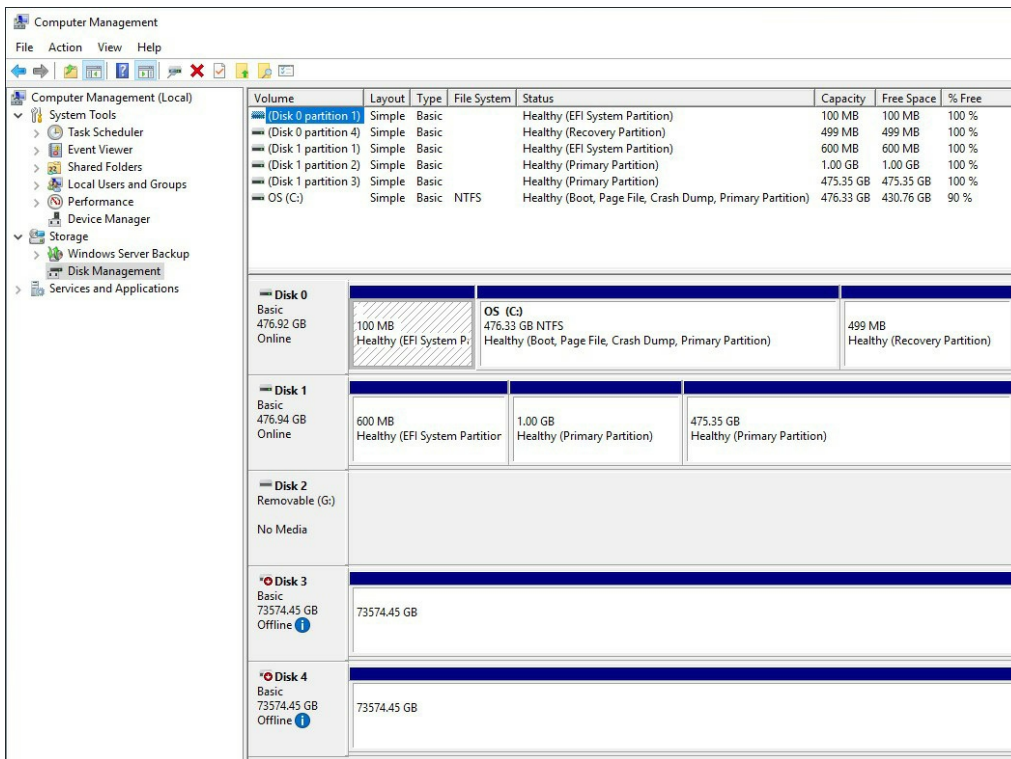 Computer Management
File Action View Help
Computer Management (Local)
System Tools
Task Scheduler
Event Viewer
Shared Folders
Local Users and Groups
Performance
Device Manager
Storage
Windows Server Backup
Disk Management
Services and Applications
Volume Layout Type File System Status Capacity Free Space % Free
(Disk 0 partition 1) Simple Basic Healthy (EFI System Partition) 100 MB 100 MB 100 %
(Disk 0 partition 4) Simple Basic Healthy (Recovery Partition) 499 MB 499 MB 100 %
(Disk 1 partition 1) Simple Basic Healthy (EFI System Partition) 600 MB 600 MB 100 %
(Disk 1 partition 2) Simple Basic Healthy (Primary Partition) 1.00 GB 1.00 GB 100 %
(Disk 1 partition 3) Simple Basic Healthy (Primary Partition) 475.35 GB 475.35 GB 100 %
OS (C:) Simple Basic NTFS Healthy (Boot, Page File, Crash Dump, Primary Partition) 476.33 GB 430.76 GB 90 %
Disk 0
Basic
476.92 GB
Online
100 MB
Healthy (EFI System P
OS (C:)
476.33 GB NTFS
Healthy (Boot, Page File, Crash Dump, Primary Partition)
499 MB
Healthy (Recovery Partition)
Disk 1
Basic
476.94 GB
Online
600 MB
Healthy (EFI System Partition
1.00 GB
Healthy (Primary Partition)
475.35 GB
Healthy (Primary Partition)
Disk 2
Removable (G:)
No Media
Disk 3
Basic
73574.45 GB
Offline
73574.45 GB
Disk 4
Basic
73574.45 GB
Offline
73574.45 GB